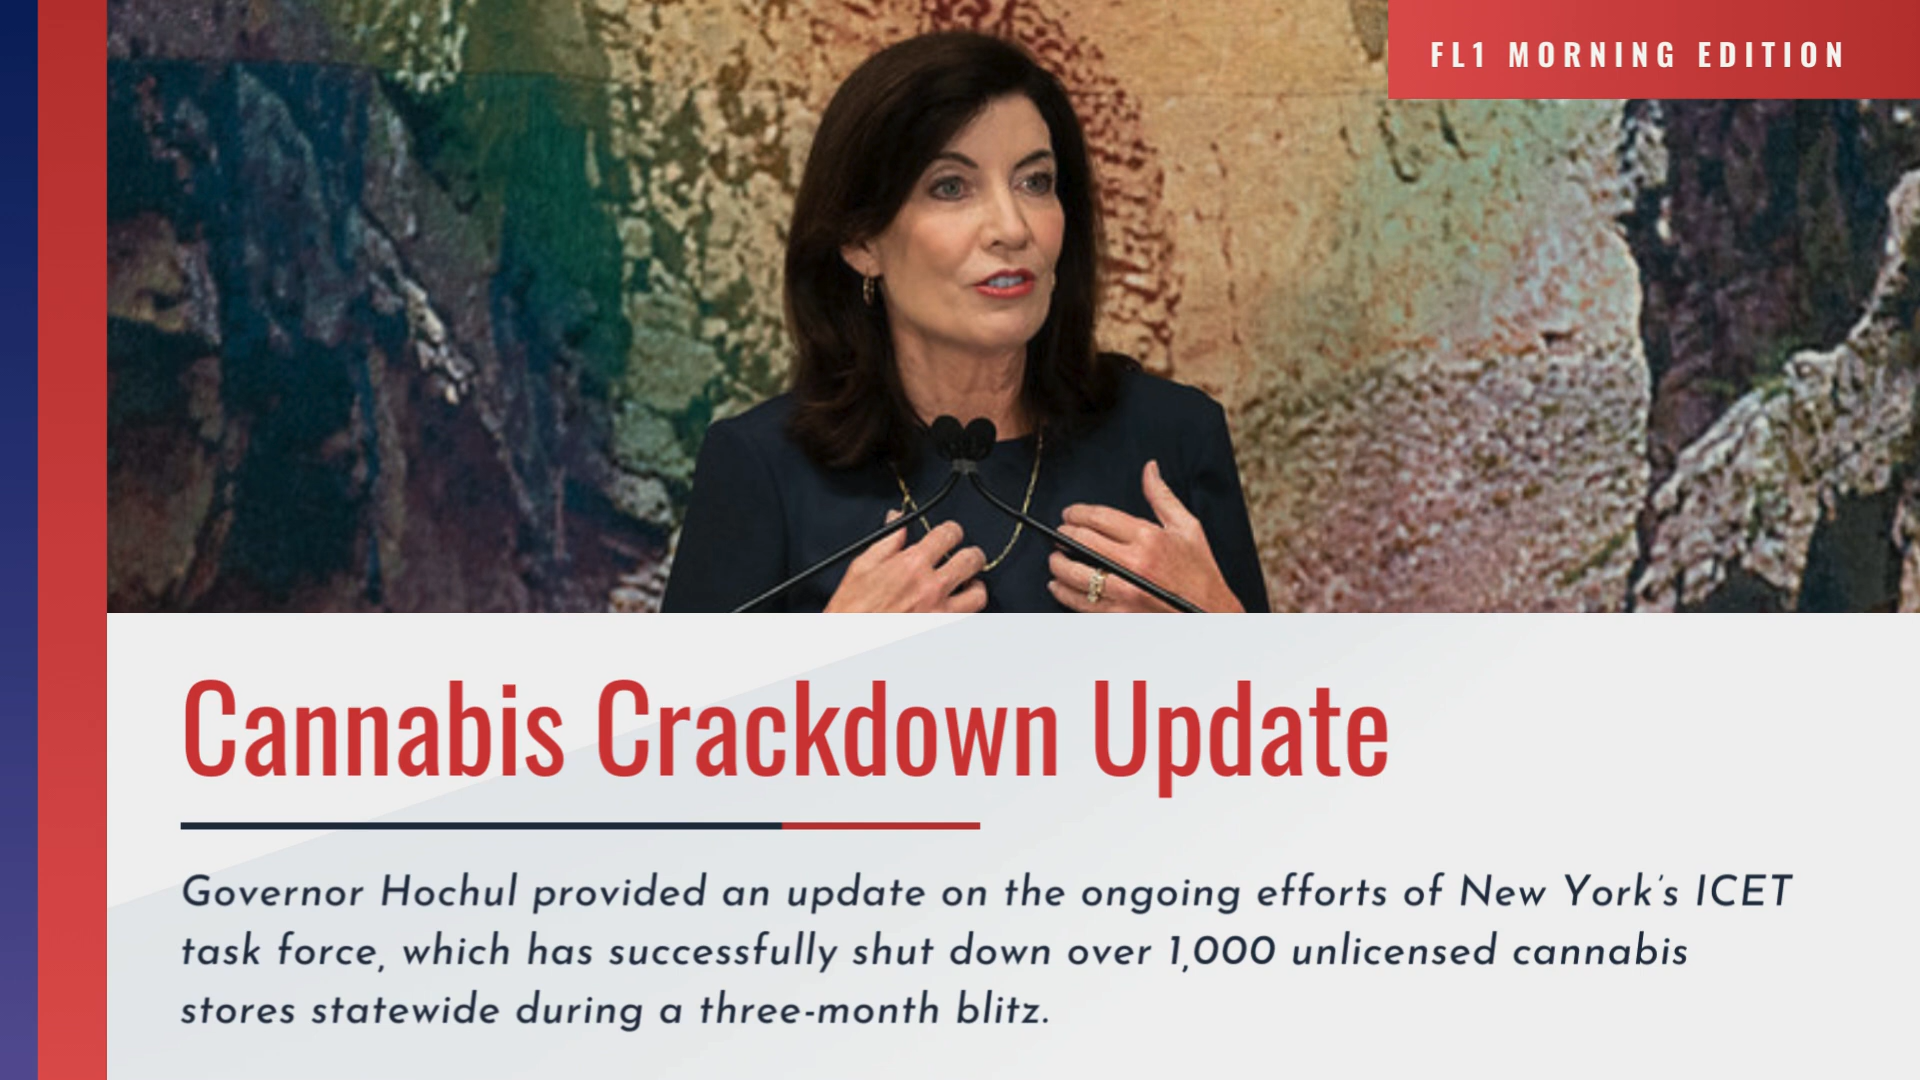 FL1 MORNING EDITION
Cannabis Crackdown Update
Governor Hochul provided an update on the ongoing efforts of New York's ICET
task force, which has successfully shut down over 1,000 unlicensed cannabis
stores statewide during a three-month blitz.